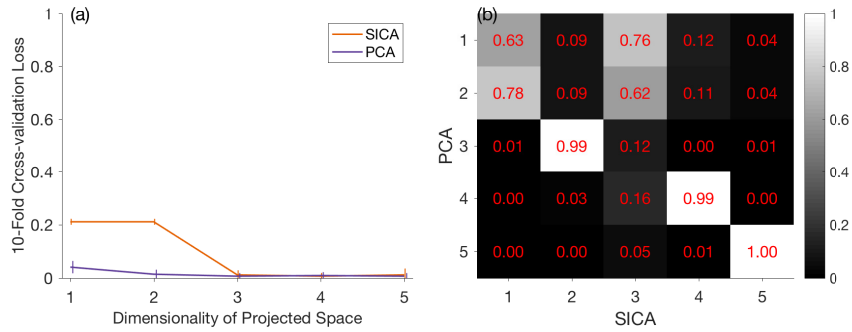 (a)
SICA
PCA
10-Fold Crcss-validation Loss
1
0.8
0.6
0.4
0.2
0
1 2 3 4 5
Dimensionality of Projected Space
(b)
PCA
1 0.63 0.09 0.76 0.12 0.04
2 0.78 0.09 0.62 0.11 0.04
3 0.01 0.99 0.12 0.00 0.01
4 0.00 0.03 0.16 0.99 0.00
5 0.00 0.00 0.05 0.01 1.00
1 2 3 4 5
SICA
1
0.8
0.6
0.4
0.2
0